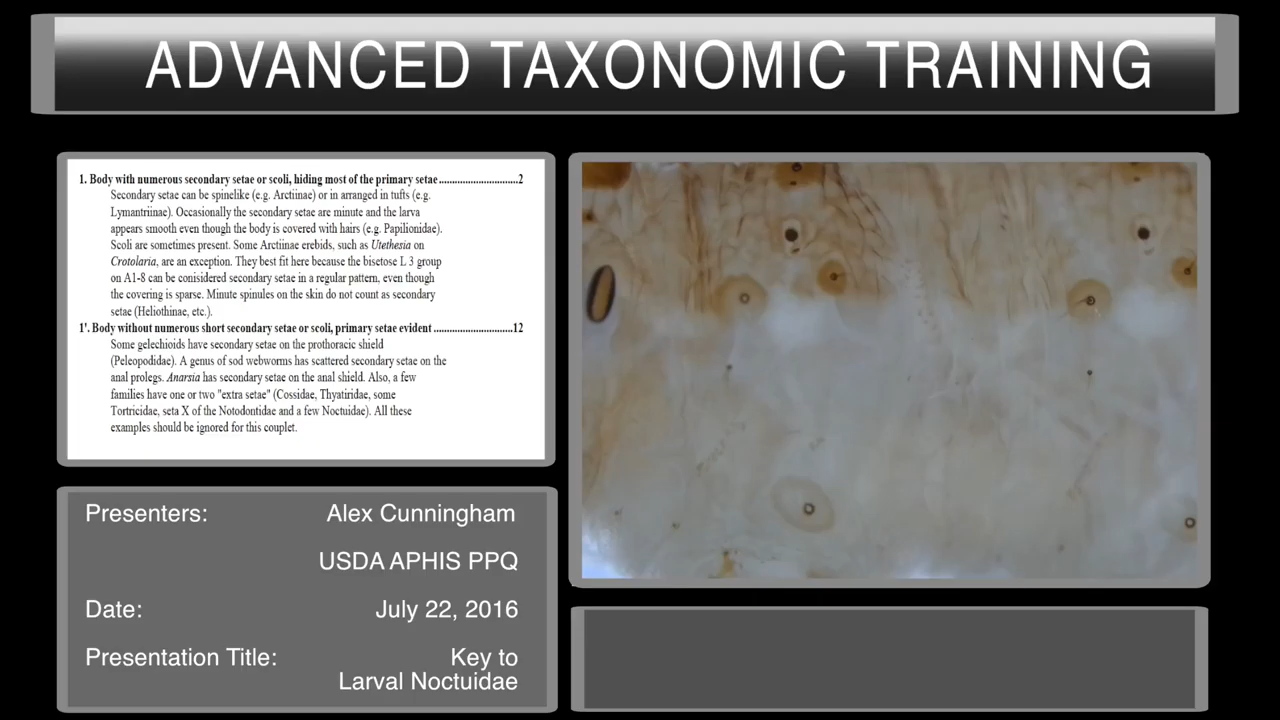 ADVANCED TAXONOMIC TRAINING
1. Body with numerous secondary setae or scoli, hiding most of the primary setae ..............................2
Secondary setae can be spinelike (e.g. Arctiinae) or in arranged in tufts (e.g.
Lymantriinae). Occasionally the secondary setae are minute and the larva
appears smooth even though the body is covered with hairs (e.g. Papilionidae).
Scoli are sometimes present. Some Arctiinae erebids, such as Utethesia on
Crotolaria, are an exception. They best fit here because the bisetose L 3 group
on A1-8 can be conisidered secondary setae in a regular pattern, even though
the covering is sparse. Minute spinules on the skin do not count as secondary
setae (Heliothinae, etc.).
1'. Body without numerous short secondary setae or scoli, primary setae evident ..............................12
Some gelechioids have secondary setae on the prothoracic shield
(Peleopodidae). A genus of sod webworms has scattered secondary setae on the
anal prolegs. Anarsia has secondary setae on the anal shield. Also, a few
families have one or two "extra setae" (Cossidae, Thyatiridae, some
Tortricidae, seta X of the Notodontidae and a few Noctuidae). All these
examples should be ignored for this couplet.
Presenters: Alex Cunningham
USDA APHIS PPQ
Date: July 22, 2016
Presentation Title: Key to
Larval Noctuidae